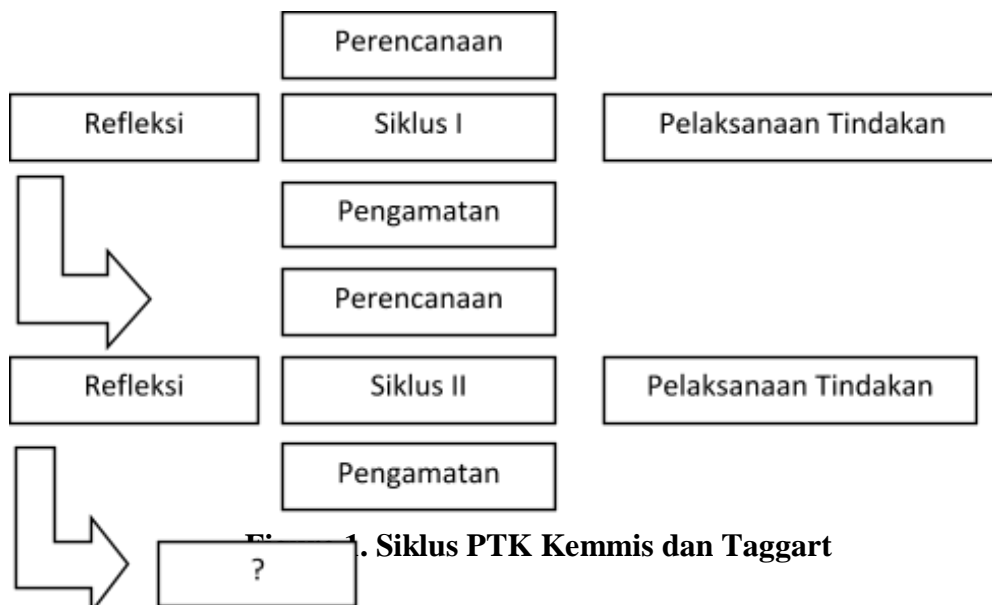 Perencanaan
Refleksi Siklus I Pelaksanaan Tindakan
Pengamatan
Perencanaan
Refleksi Siklus II Pelaksanaan Tindakan
Pengamatan
1. Siklus PTK Kemmis dan Taggart
?